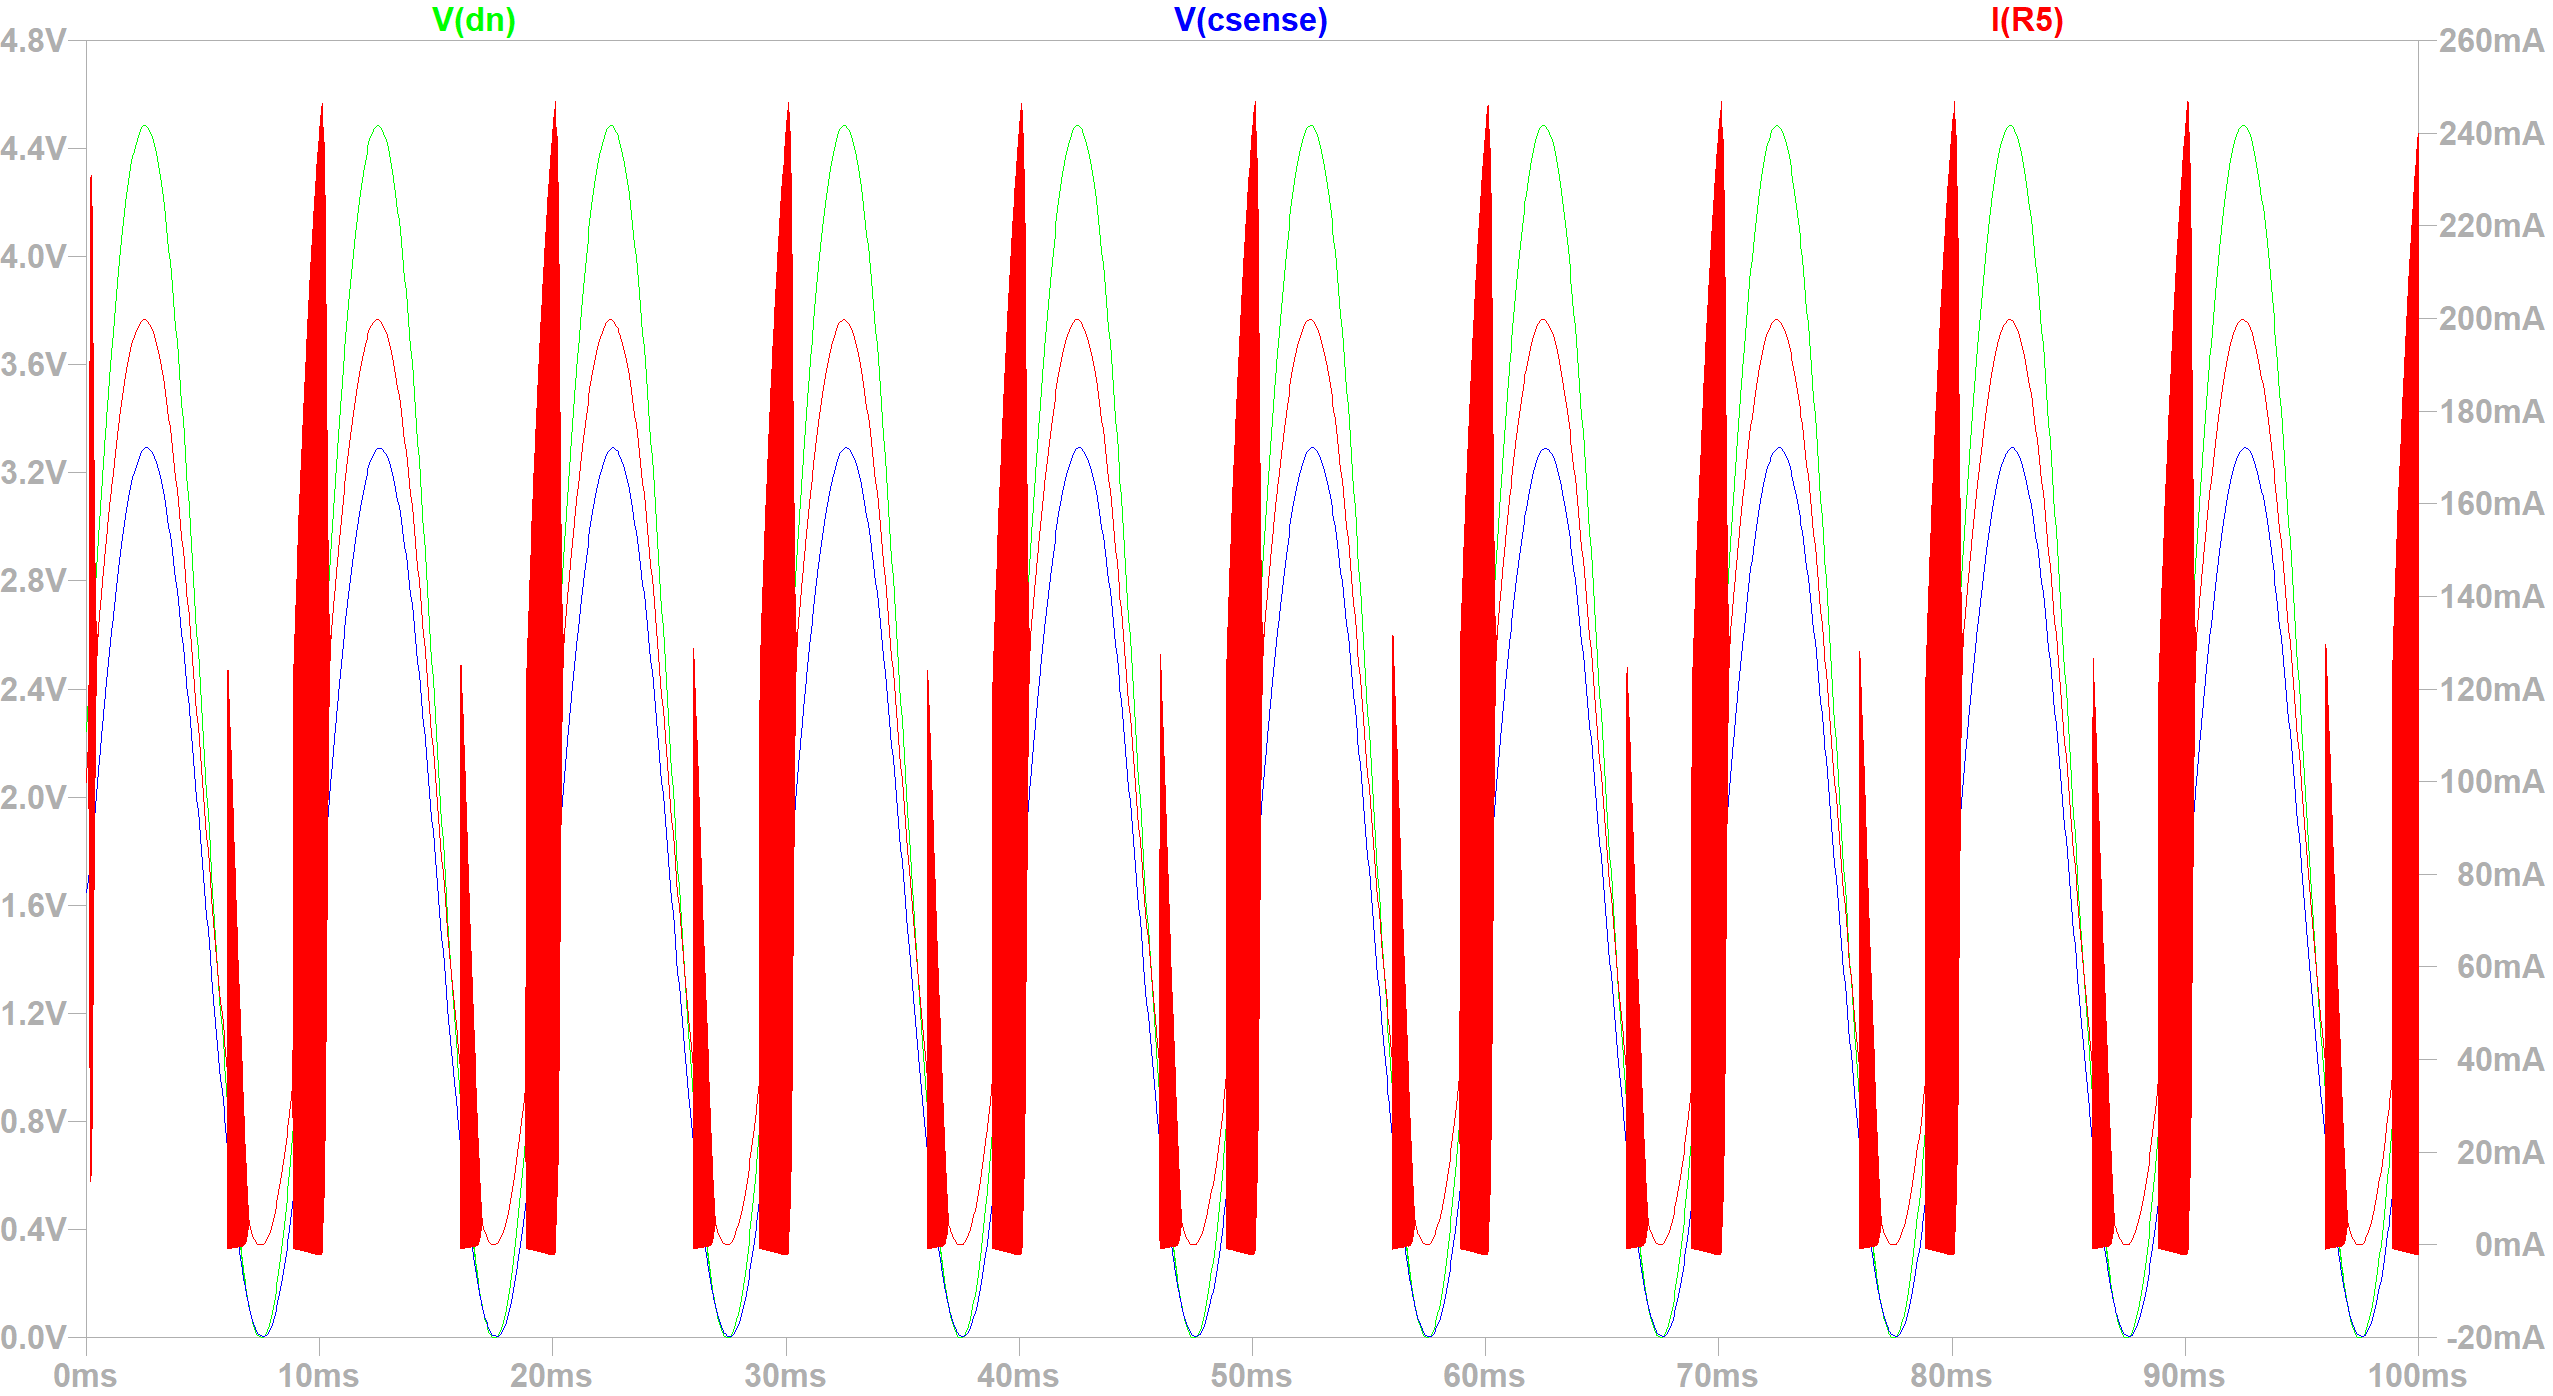 V(dn) V(csense) I(R5)
4.8V 260mA
4.4V 240mA
4.0V 220mA
3.6V 200mA
3.2V 180mA
2.8V 160mA
2.4V 140mA
2.0V 120mA
1.6V 100mA
1.2V 80mA
0.8V 60mA
0.4V 40mA
0.0V 20mA
0mA
-20mA
0ms 10ms 20ms 30ms 40ms 50ms 60ms 70ms 80ms 90ms 100ms